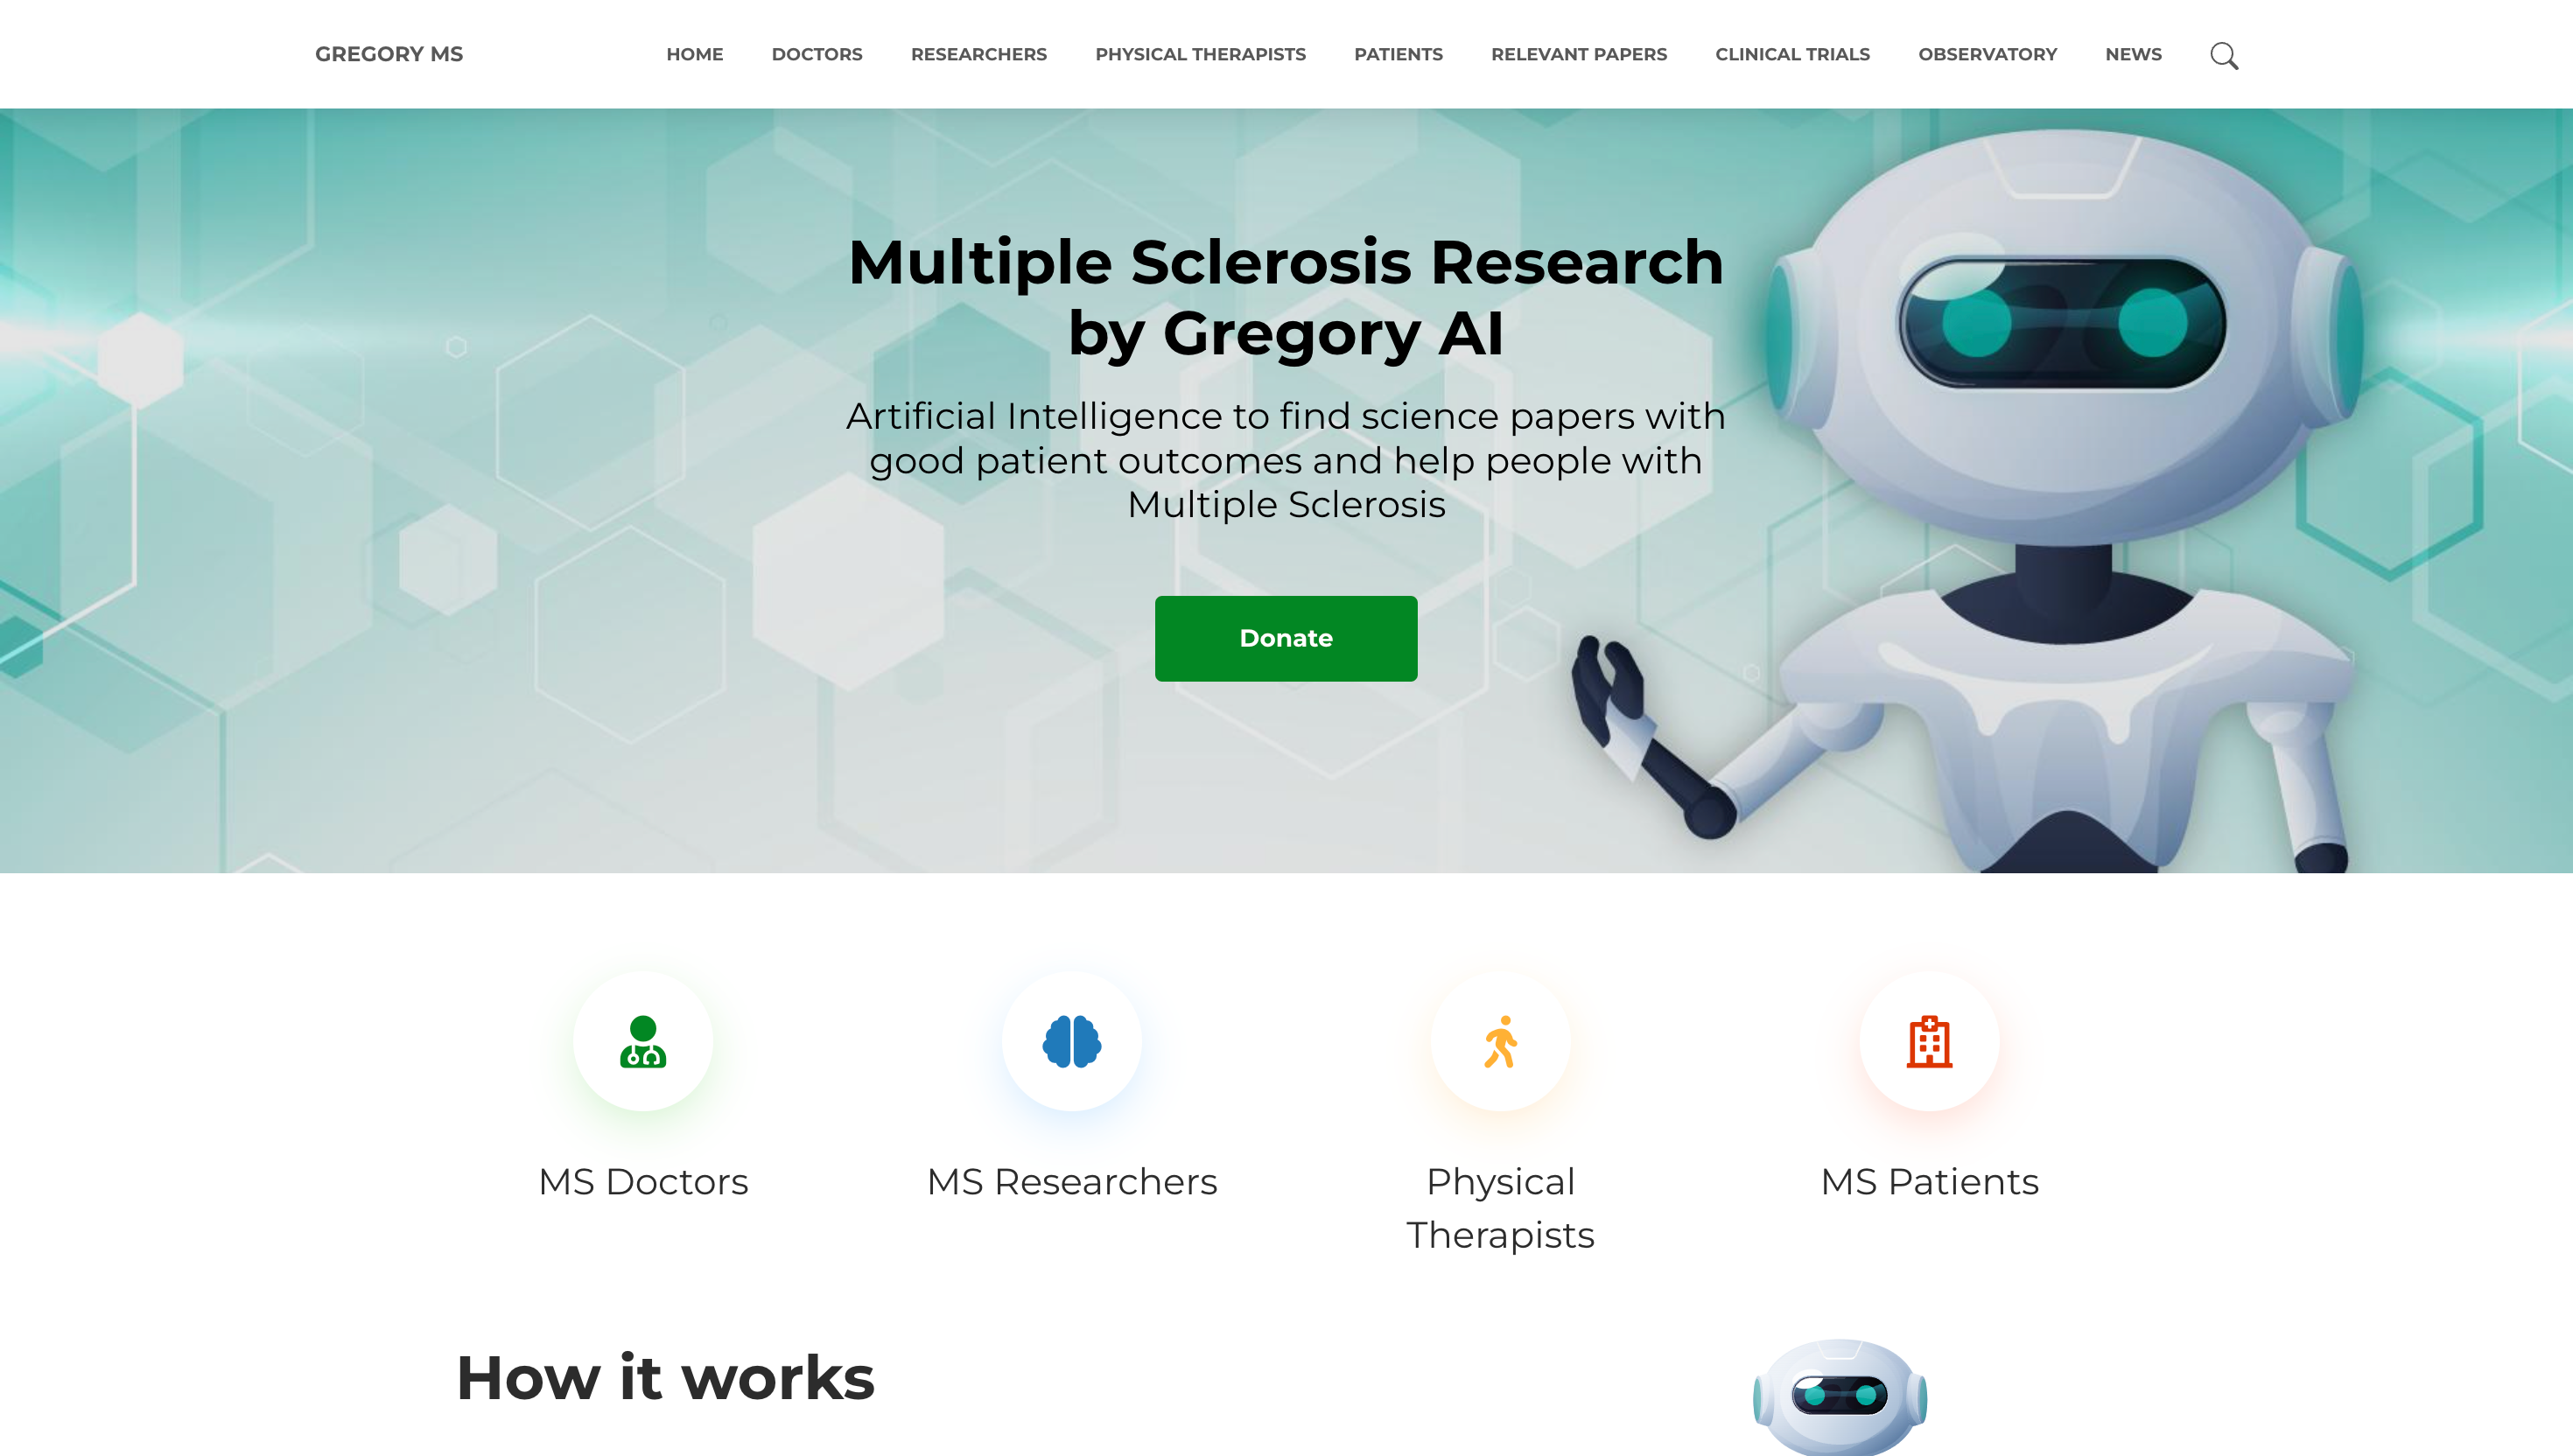 GREGORY MS
HOME DOCTORS RESEARCHERS PHYSICAL THERAPISTS PATIENTS RELEVANT PAPERS CLINICAL TRIALS OBSERVATORY NEWS
Multiple Sclerosis Research
by Gregory AI
Artificial Intelligence to find science papers with
good patient outcomes and help people with
Multiple Sclerosis
Donate
MS Doctors
MS Researchers
Physical
Therapists
MS Patients
How it works